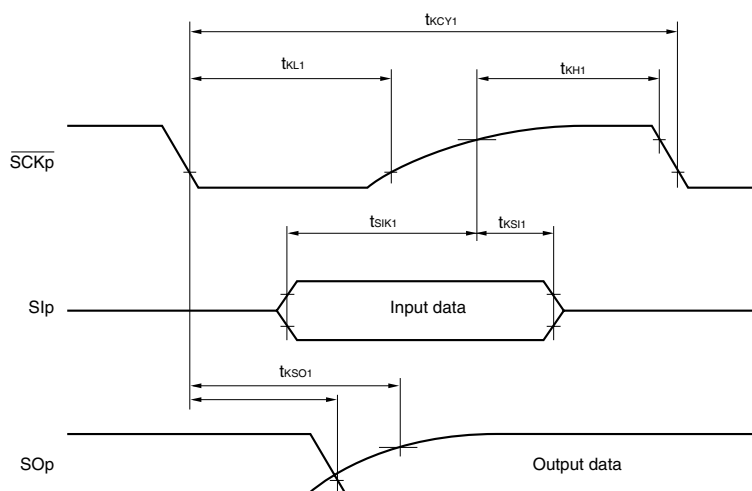 tKCY1
tKL1
tKH1
SCKp
tSIK1
tKSI1
SIp
Input data
tKSO1
SOp
Output data